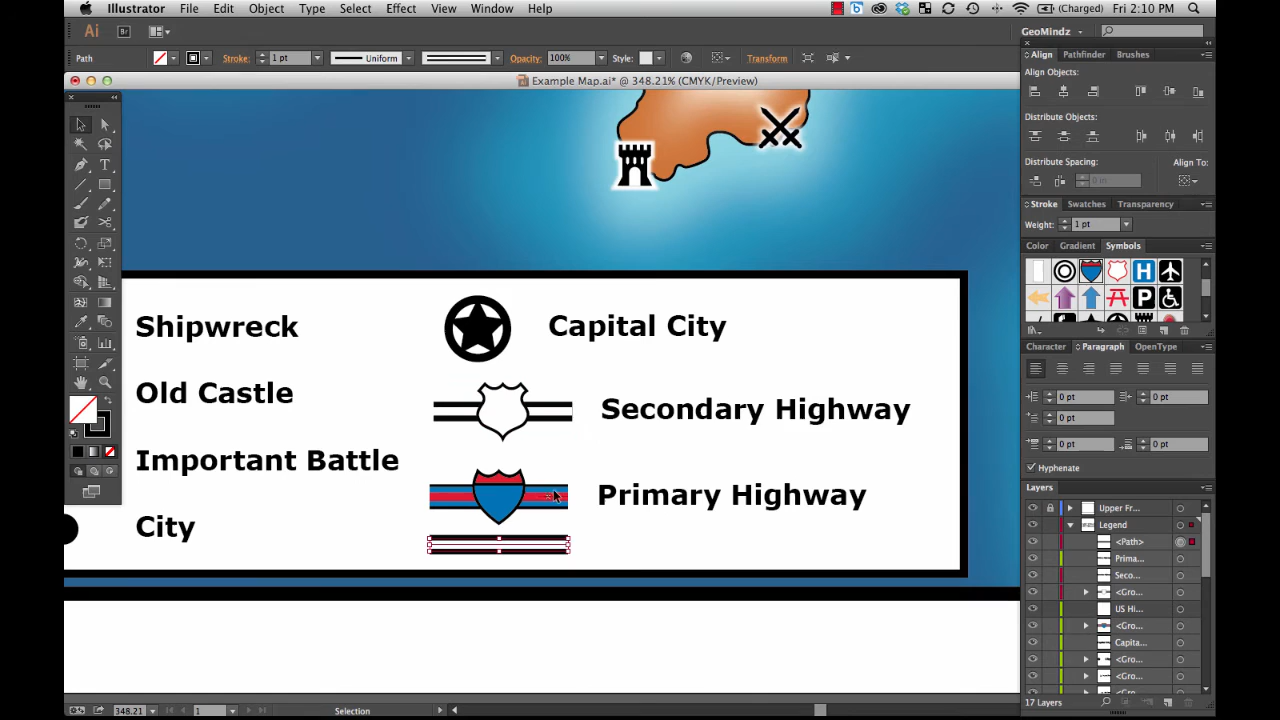 Illustrator File Edit Object Type Select Effect View Window Help (Charged) Fri 2:10 PM
Ai Br GeoMindz
Path Stroke: 1 pt Uniform Opacity: 100% Style: Transform
Example Map.ai* @ 348.21% (CMYK/Preview)
Align Pathfinder Brushes
Align Objects:
Distribute Objects:
Distribute Spacing: Align To:
0 in
Stroke Swatches Transparency
Weight: 1 pt
Color Gradient Symbols
H
P
Character Paragraph OpenType
0 pt 0 pt
0 pt
0 pt 0 pt
Hyphenate
Layers
Upper Fr...
Legend
<Path>
Prima...
Seco...
<Gro...
US Hi...
<Gro...
Capita...
<Gro...
<Gro...
<Gro...
17 Layers
Shipwreck
Old Castle
Important Battle
City
Capital City
Secondary Highway
Primary Highway
348.21 1 Selection